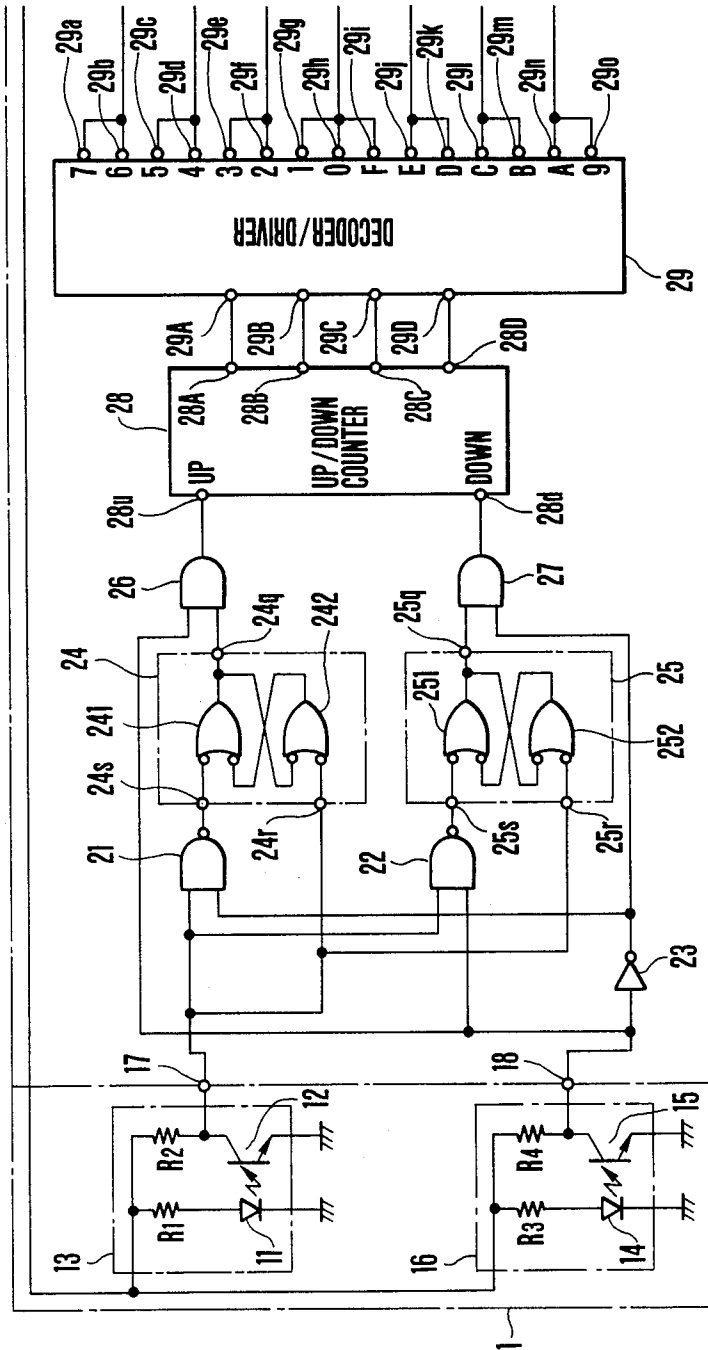 29a
29b
29c
29d
29e
29f
29g
29h
29i
29j
29k
29l
29m
29n
29o
7
6
5
4
3
2
1
0
F
E
D
C
B
A
9
DECODER/DRIVER
29
29A
29B
29C
29D
28A
28B
28C
28D
28
UP
UP/DOWN
COUNTER
DOWN
28u
28d
26
27
24
24q
241
242
24s
24r
25q
25
251
252
25s
25r
21
22
23
17
18
13
R1
R2
11
12
16
R3
R4
14
15
1